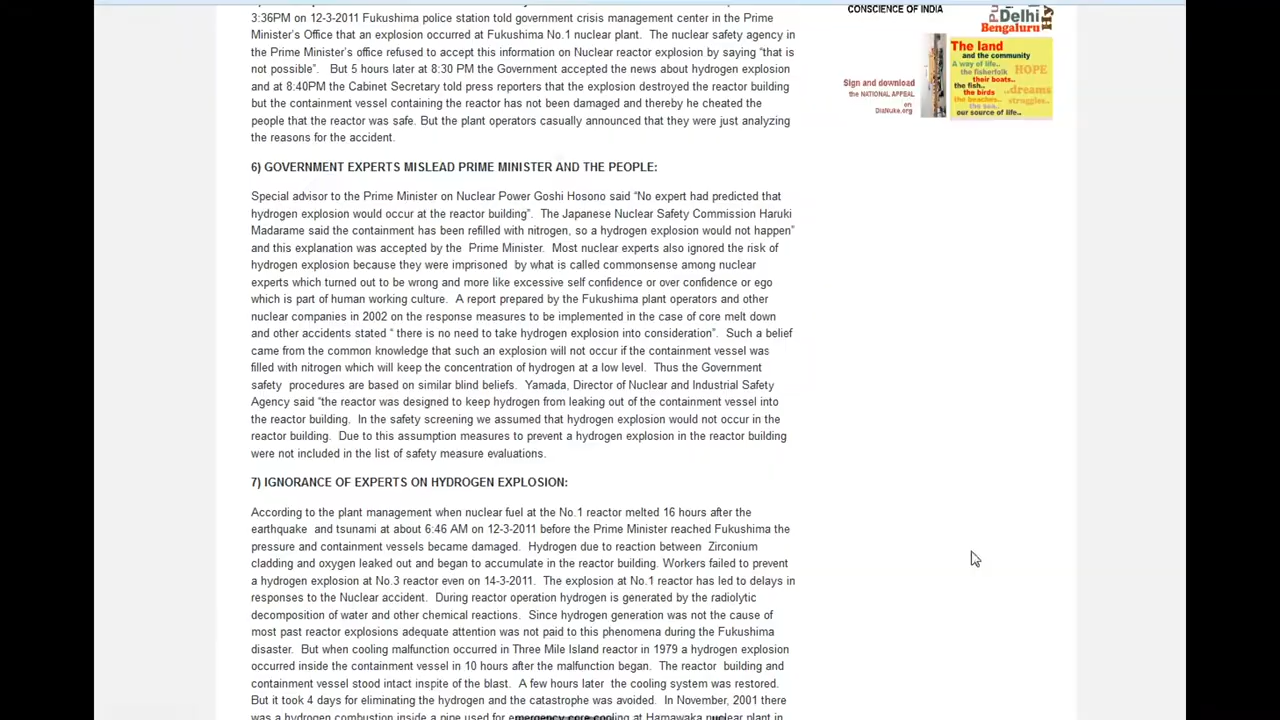 3:36PM on 12-3-2011 Fukushima police station told government crisis management center in the Prime
Minister's Office that an explosion occurred at Fukushima No.1 nuclear plant.  The nuclear safety agency in
the Prime Minister's office refused to accept this information on Nuclear reactor explosion by saying “that is
not possible”.   But 5 hours later at 8:30 PM the Government accepted the news about hydrogen explosion
and at 8:40PM the Cabinet Secretary told press reporters that the explosion destroyed the reactor building
but the containment vessel containing the reactor has not been damaged and thereby he cheated the
people that the reactor was safe. But the plant operators casually announced that they were just analyzing
the reasons for the accident.
6) GOVERNMENT EXPERTS MISLEAD PRIME MINISTER AND THE PEOPLE:
Special advisor to the Prime Minister on Nuclear Power Goshi Hosono said “No expert had predicted that
hydrogen explosion would occur at the reactor building”.  The Japanese Nuclear Safety Commission Haruki
Madarame said the containment has been refilled with nitrogen, so a hydrogen explosion would not happen”
and this explanation was accepted by the  Prime Minister.  Most nuclear experts also ignored the risk of
hydrogen explosion because they were imprisoned  by what is called commonsense among nuclear
experts which turned out to be wrong and more like excessive self confidence or over confidence or ego
which is part of human working culture.  A report prepared by the Fukushima plant operators and other
nuclear companies in 2002 on the response measures to be implemented in the case of core melt down
and other accidents stated “ there is no need to take hydrogen explosion into consideration”.  Such a belief
came from the common knowledge that such an explosion will not occur if the containment vessel was
filled with nitrogen which will keep the concentration of hydrogen at a low level.  Thus the Government
safety  procedures are based on similar blind beliefs.  Yamada, Director of Nuclear and Industrial Safety
Agency said “the reactor was designed to keep hydrogen from leaking out of the containment vessel into
the reactor building.  In the safety screening we assumed that hydrogen explosion would not occur in the
reactor building.  Due to this assumption measures to prevent a hydrogen explosion in the reactor building
were not included in the list of safety measure evaluations.
7) IGNORANCE OF EXPERTS ON HYDROGEN EXPLOSION:
According to the plant management when nuclear fuel at the No.1 reactor melted 16 hours after the
earthquake  and tsunami at about 6:46 AM on 12-3-2011 before the Prime Minister reached Fukushima the
pressure and containment vessels became damaged.  Hydrogen due to reaction between  Zirconium
cladding and oxygen leaked out and began to accumulate in the reactor building. Workers failed to prevent
a hydrogen explosion at No.3 reactor even on 14-3-2011.  The explosion at No.1 reactor has led to delays in
responses to the Nuclear accident.  During reactor operation hydrogen is generated by the radiolytic
decomposition of water and other chemical reactions.  Since hydrogen generation was not the cause of
most past reactor explosions adequate attention was not paid to this phenomena during the Fukushima
disaster.  But when cooling malfunction occurred in Three Mile Island reactor in 1979 a hydrogen explosion
occurred inside the containment vessel in 10 hours after the malfunction began.  The reactor  building and
containment vessel stood intact inspite of the blast.  A few hours later  the cooling system was restored.
But it took 4 days for eliminating the hydrogen and the catastrophe was avoided.  In November, 2001 there
was a hydrogen combustion inside a pipe used for emergency core cooling at Hamawaka nuclear plant in
CONSCIENCE OF INDIA
Delhi
Bengaluru
Sign and download
the NATIONAL APPEAL
on
DiaNuke.org
The land
and the community
A way of life..
the fisherfolk
HOPE
their boats..
the fish..
..dreams
the birds
the beaches..
struggles..
the sea..
our source of life..